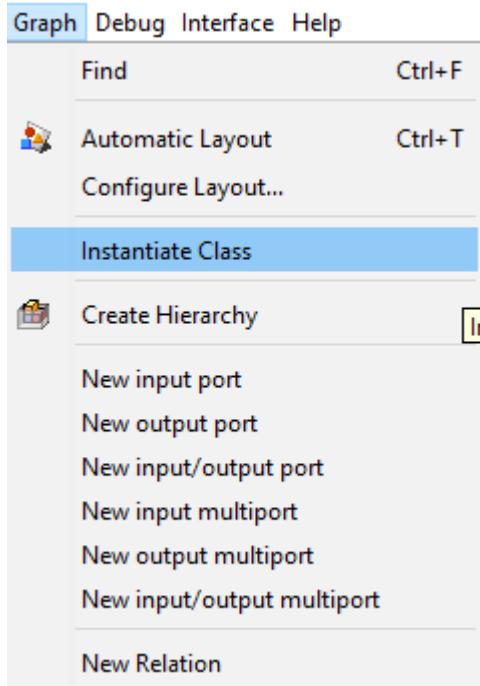 Graph Debug Interface Help
Find Ctrl+F
Automatic Layout Ctrl+T
Configure Layout...
Instantiate Class
Create Hierarchy
New input port
New output port
New input/output port
New input multiport
New output multiport
New input/output multiport
New Relation